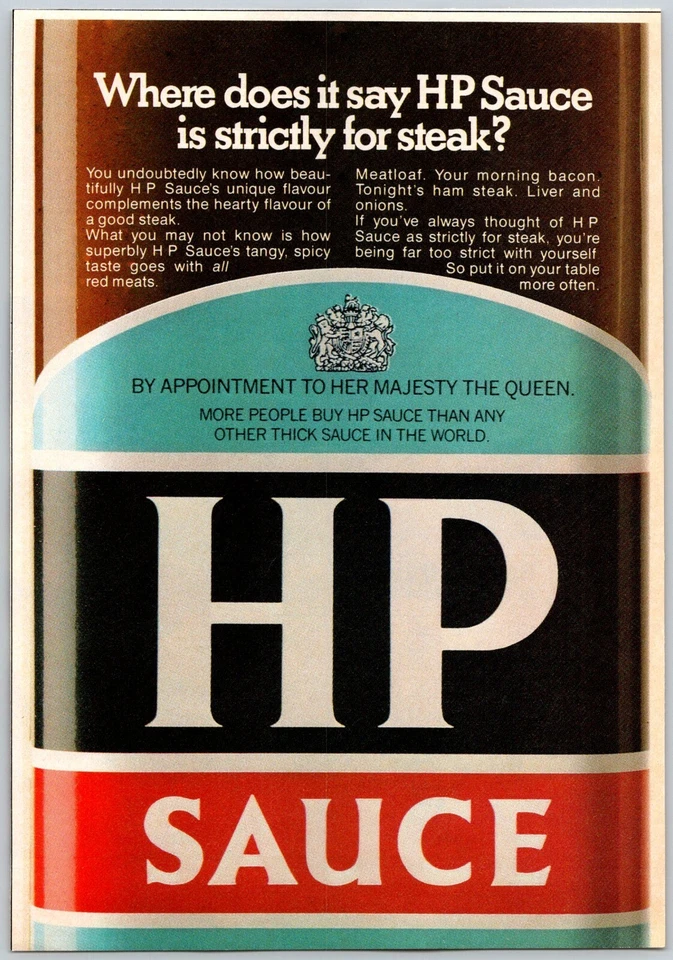 Where does it say HP Sauce
is strictly for steak?
You undoubtedly know how beau-
tifully H P Sauce's unique flavour
complements the hearty flavour of
a good steak.
What you may not know is how
superbly H P Sauce's tangy, spicy
taste goes with all
red meats.
Meatloaf. Your morning bacon.
Tonight's ham steak. Liver and
onions.
If you've always thought of H P
Sauce as strictly for steak, you're
being far too strict with yourself
So put it on your table
more often.
BY APPOINTMENT TO HER MAJESTY THE QUEEN.
MORE PEOPLE BUY HP SAUCE THAN ANY
OTHER THICK SAUCE IN THE WORLD.
HP
SAUCE